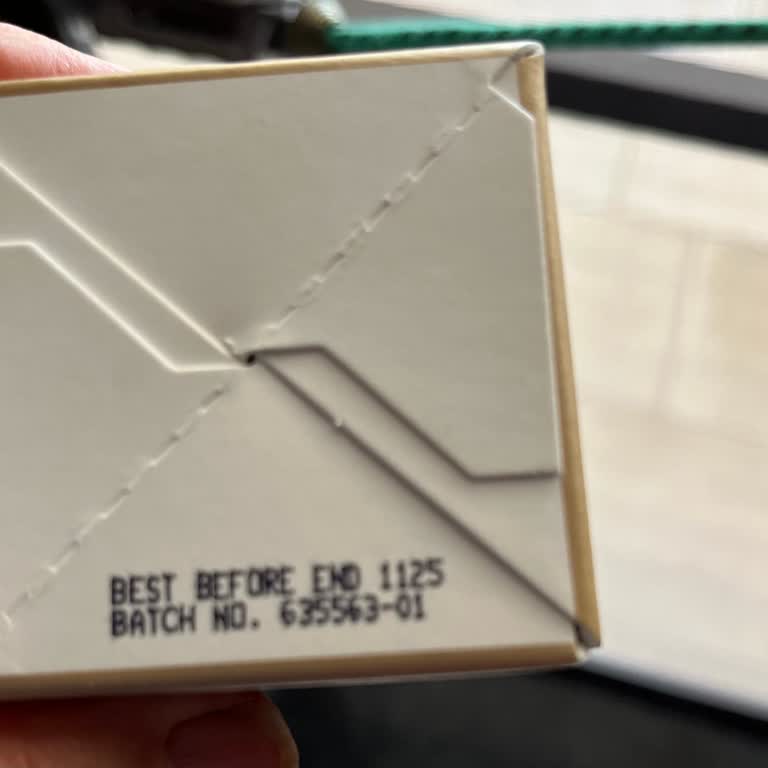 BEST BEFORE END 1125
BATCH NO. 635563-01